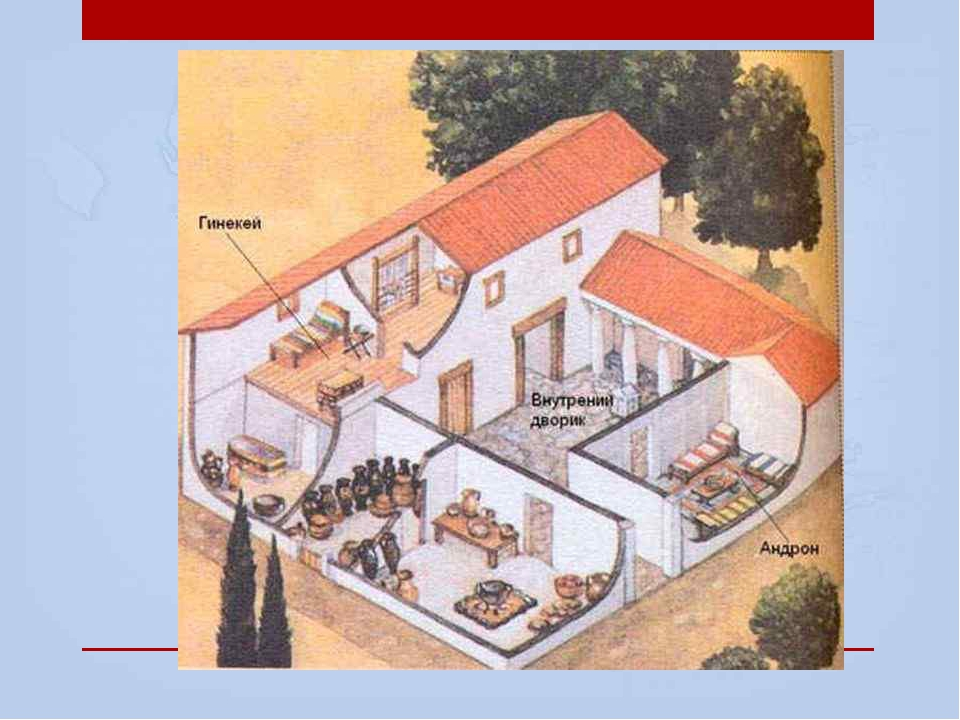 Гинекей
Внутрений
дворик
Андрон